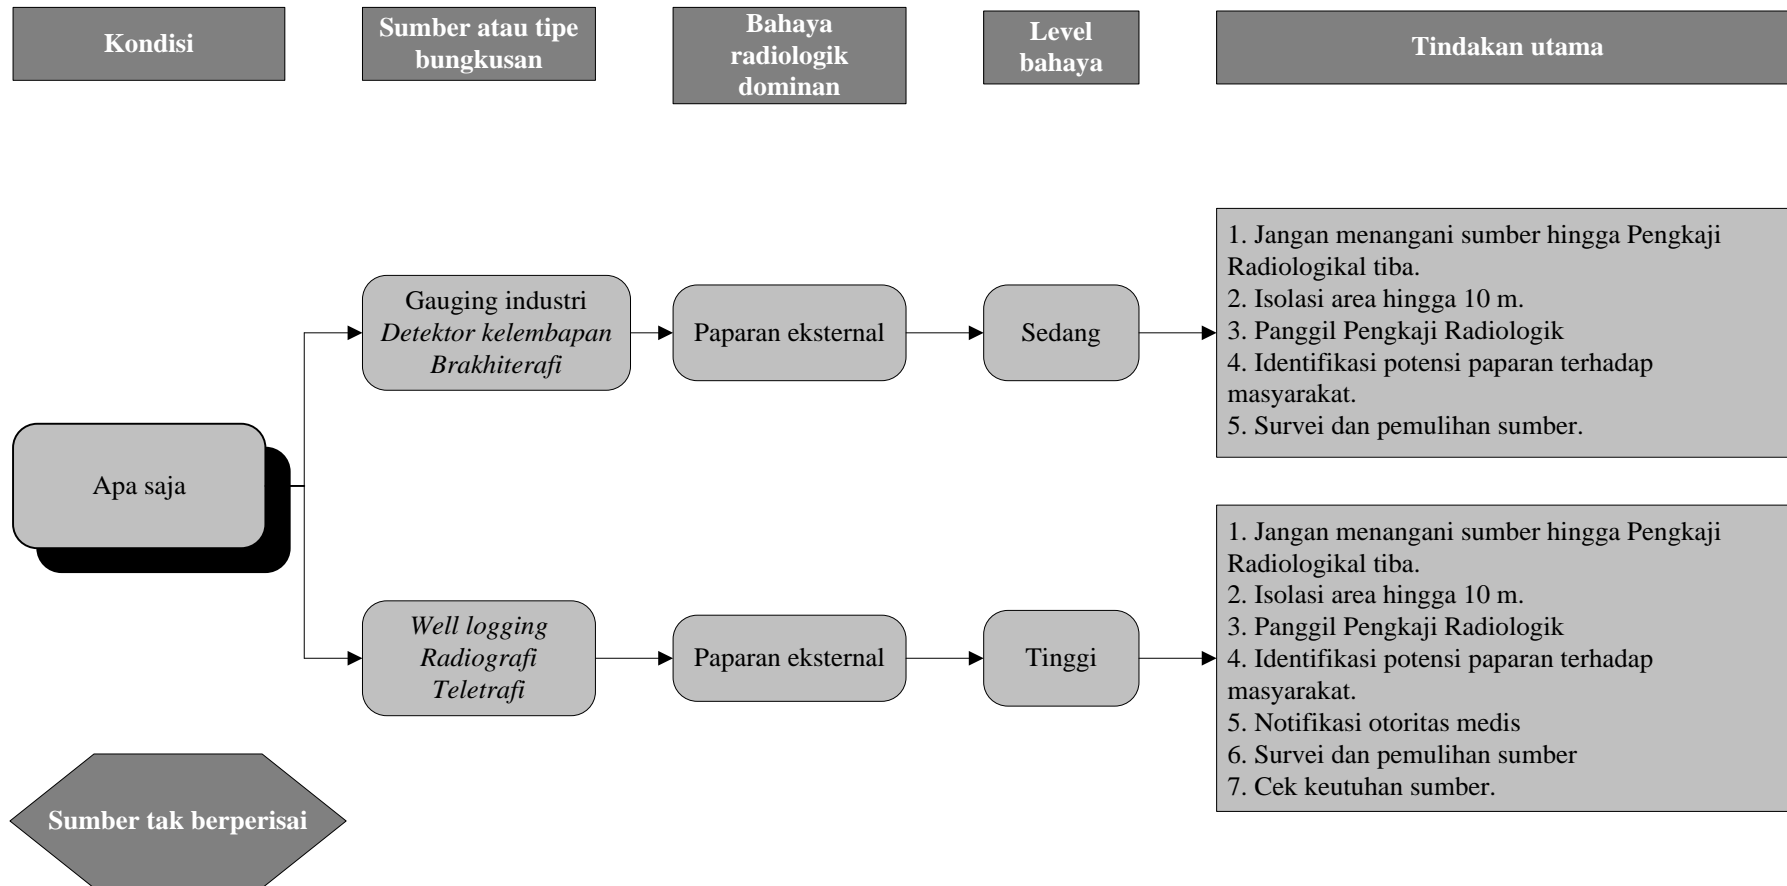 Kondisi
Sumber atau tipe
bungkusan
Bahaya
radiologik
dominan
Level
bahaya
Tindakan utama
Apa saja
Gauging industri
Detektor kelembapan
Brakhiterafi
Paparan eksternal
Sedang
1. Jangan menangani sumber hingga Pengkaji
Radiologikal tiba.
2. Isolasi area hingga 10 m.
3. Panggil Pengkaji Radiologik
4. Identifikasi potensi paparan terhadap
masyarakat.
5. Survei dan pemulihan sumber.
Well logging
Radiografi
Teletrafi
Paparan eksternal
Tinggi
1. Jangan menangani sumber hingga Pengkaji
Radiologikal tiba.
2. Isolasi area hingga 10 m.
3. Panggil Pengkaji Radiologik
4. Identifikasi potensi paparan terhadap
masyarakat.
5. Notifikasi otoritas medis
6. Survei dan pemulihan sumber
7. Cek keutuhan sumber.
Sumber tak berperisai